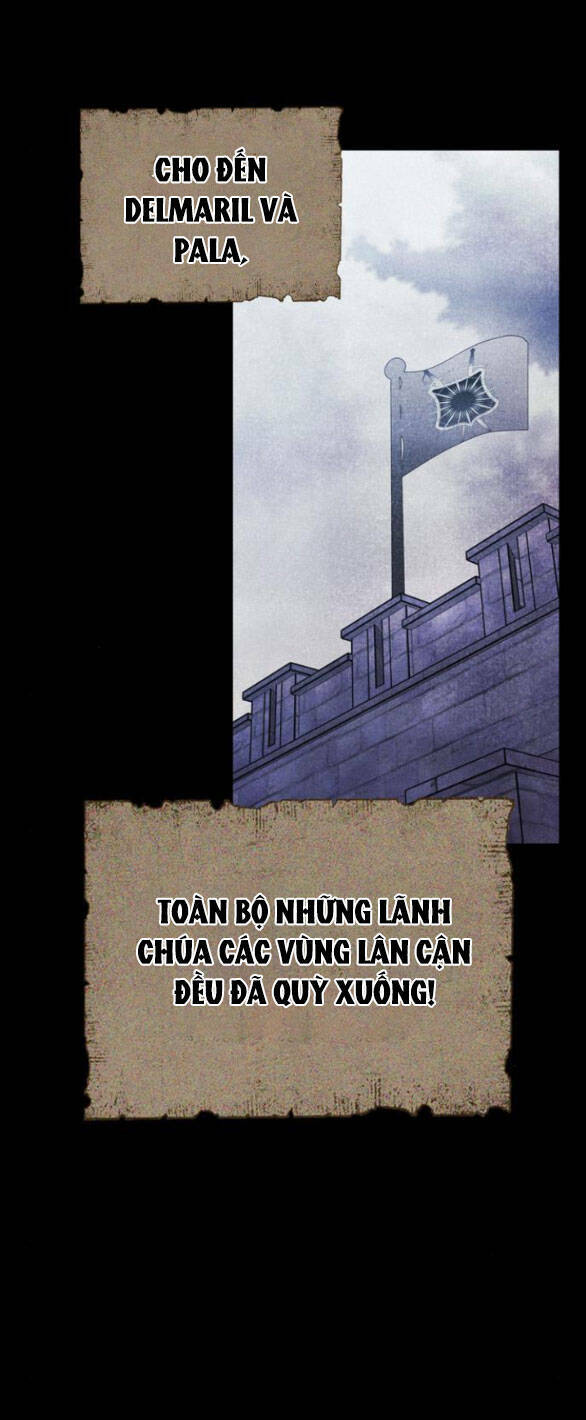 CHO ĐẾN
DELMARIL VÀ
PALA,
TOÀN BỘ NHỮNG LÃNH
CHÚA CÁC VÙNG LÂN CẬN
ĐỀU ĐÃ QUỲ XUỐNG!